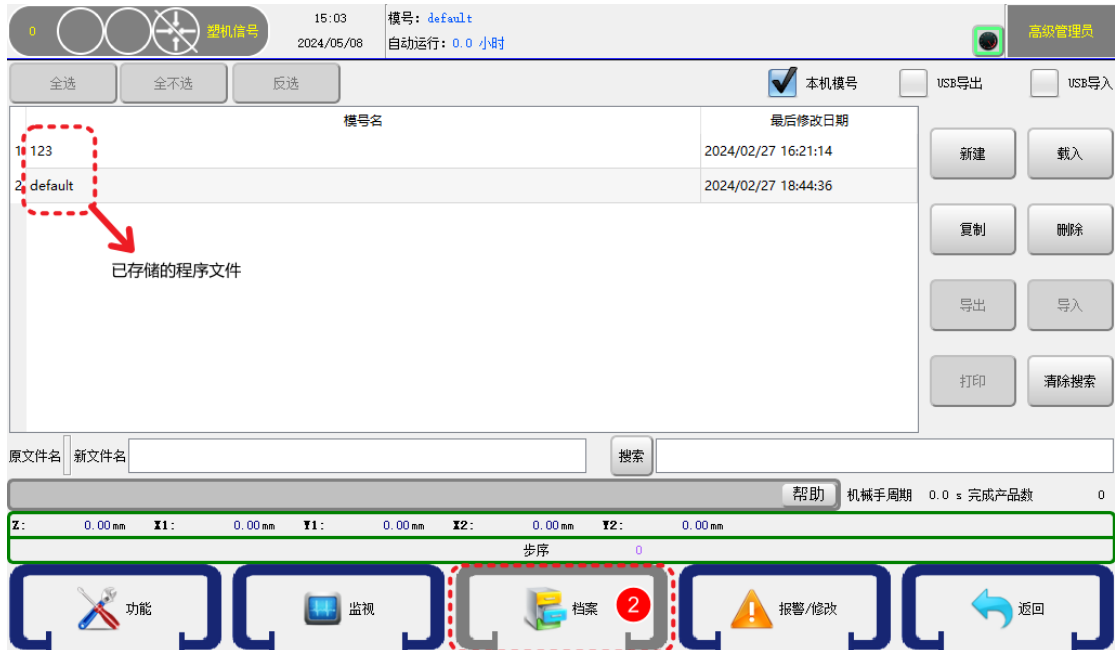 0 塑机信号 15:03 模号：default
2024/05/08 自动运行：0.0 小时 高级管理员
全选 全不选 反选 本机模号 USB导出 USB导入
模号名 最后修改日期
1 123 2024/02/27 16:21:14
2 default 2024/02/27 18:44:36
新建 载入
复制 删除
已存储的程序文件
导出 导入
打印 清除搜索
原文件名 新文件名 搜索
帮助 机械手周期 0.0 s 完成产品数 0
Z: 0.00mm X1: 0.00mm Y1: 0.00mm X2: 0.00mm Y2: 0.00mm
步序 0
功能 监视 档案 2 报警/修改 返回